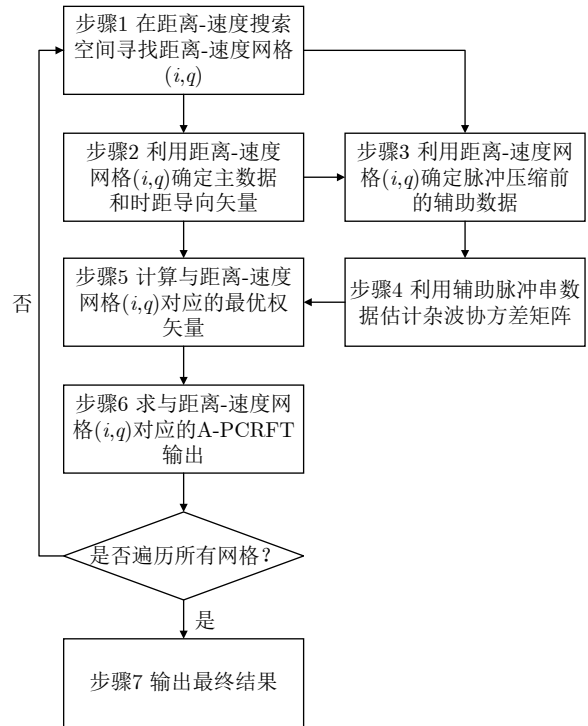 步骤1 在距离-速度搜索
空间寻找距离-速度网格
(i,q)
步骤2 利用距离-速度
网格(i,q)确定主数据
和时距导向矢量
步骤3 利用距离-速度网
格(i,q)确定脉冲压缩前
的辅助数据
步骤5 计算与距离-速度
网格(i,q)对应的最优权
矢量
步骤4 利用辅助脉冲串数
据估计杂波协方差矩阵
否
步骤6 求与距离-速度网
格(i,q)对应的A-PCRFT
输出
是否遍历所有网格？
是
步骤7 输出最终结果